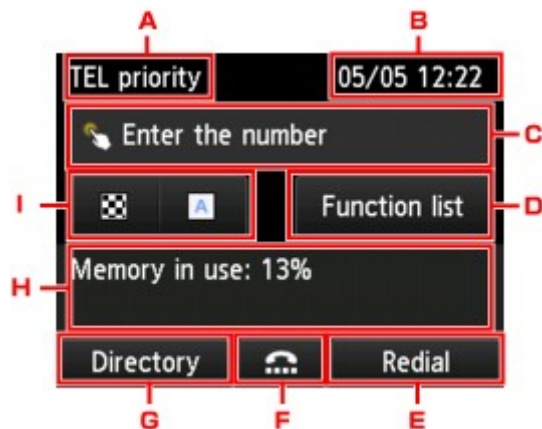 A
B
TEL priority
05/05 12:22
Enter the number
C
I
A
Function list
D
Memory in use: 13%
H
Directory
Redial
G
F
E